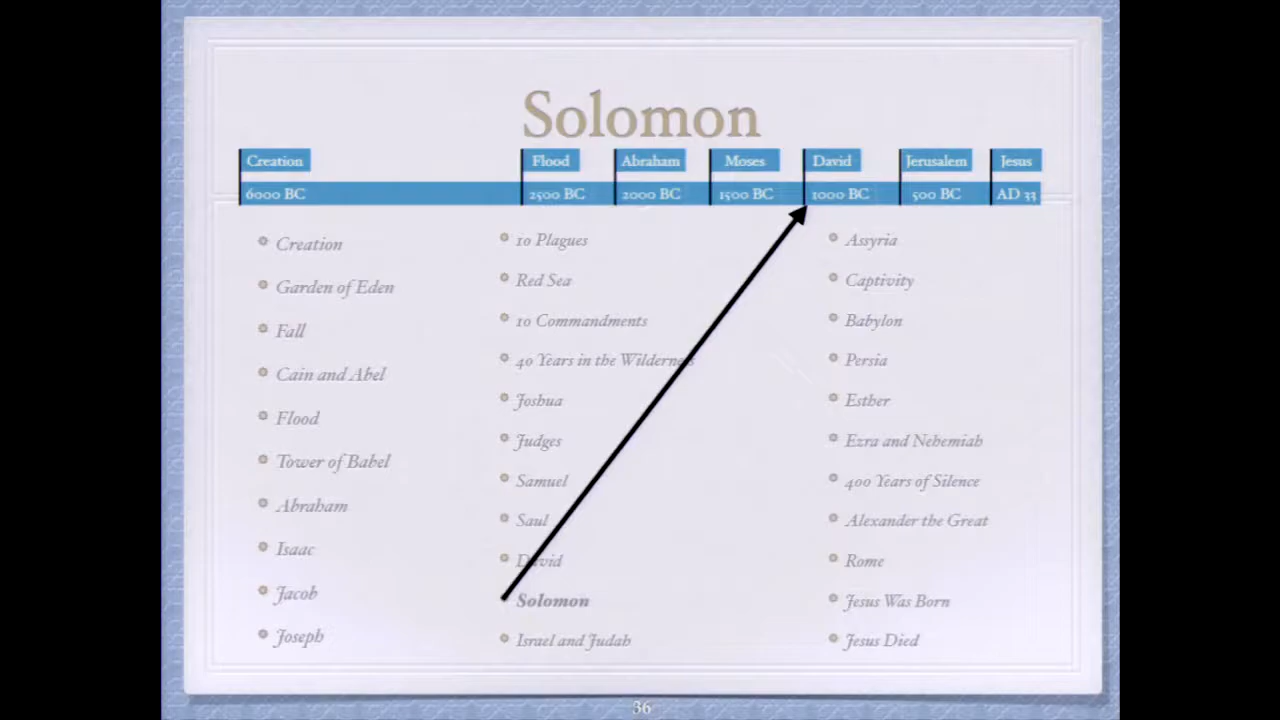 Solomon
Creation Flood Abraham Moses David Jerusalem Jesus
6000 BC 2500 BC 2000 BC 1500 BC 1000 BC 500 BC AD 33
Creation
Garden of Eden
Fall
Cain and Abel
Flood
Tower of Babel
Abraham
Isaac
Jacob
Joseph
10 Plagues
Red Sea
10 Commandments
40 Years in the Wilderness
Joshua
Judges
Samuel
Saul
David
Solomon
Israel and Judah
Assyria
Captivity
Babylon
Persia
Esther
Ezra and Nehemiah
400 Years of Silence
Alexander the Great
Rome
Jesus Was Born
Jesus Died
36